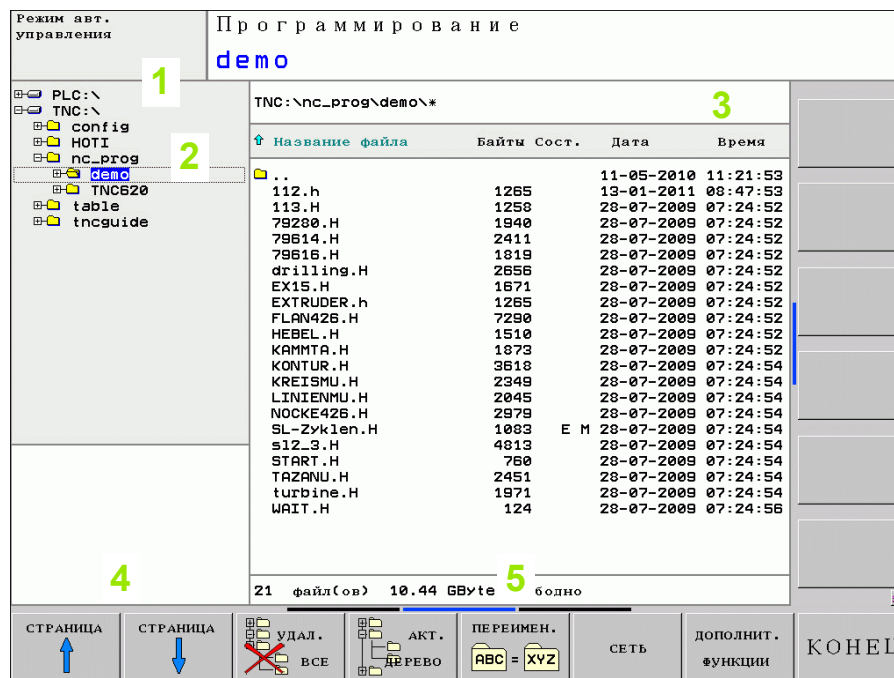 Режим авт.
управления
Программирование
demo
1
PLC:\
TNC:\
config
HOTI
nc_prog
demo
TNC620
table
tncguide
2
TNC:\nc_prog\demo\*
3
Название файла Байты Сост. Дата Время
.. 11-05-2010 11:21:53
112.h 1265 13-01-2011 08:47:53
113.H 1258 28-07-2009 07:24:52
79280.H 1940 28-07-2009 07:24:52
79614.H 2411 28-07-2009 07:24:52
79616.H 1819 28-07-2009 07:24:52
drilling.H 2656 28-07-2009 07:24:52
EX15.H 1671 28-07-2009 07:24:52
EXTRUDER.h 1265 28-07-2009 07:24:52
FLAN426.H 7290 28-07-2009 07:24:52
HEBEL.H 1510 28-07-2009 07:24:52
KAMMTA.H 1873 28-07-2009 07:24:52
KONTUR.H 3618 28-07-2009 07:24:54
KREISMU.H 2349 28-07-2009 07:24:54
LINIENMU.H 2045 28-07-2009 07:24:54
NOCKE426.H 2979 28-07-2009 07:24:54
SL-Zyklen.H 1083 E M 28-07-2009 07:24:54
sl2_3.H 4813 28-07-2009 07:24:54
START.H 760 28-07-2009 07:24:54
TAZANU.H 2451 28-07-2009 07:24:54
turbine.H 1971 28-07-2009 07:24:54
WAIT.H 124 28-07-2009 07:24:56
4
5
21 файл(ов) 10.44 GByte бодно
СТРАНИЦА
СТРАНИЦА
УДАЛ.
ВСЕ
АКТ.
ДЕРЕВО
ПЕРЕИМЕН.
ABC = XYZ
СЕТЬ
ДОПОЛНИТ.
ФУНКЦИИ
КОНЕЦ